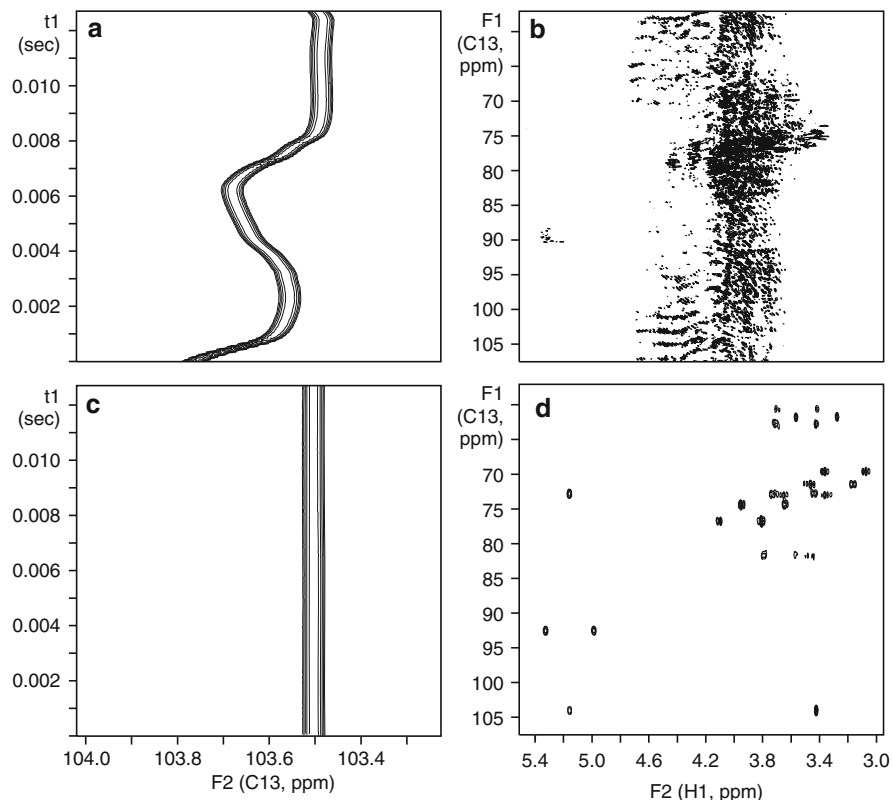 t1
(sec)
a
0.010
0.008
0.006
0.004
0.002
F1
(C13,
ppm)
b
70
75
80
85
90
95
100
105
t1
(sec)
c
0.010
0.008
0.006
0.004
0.002
104.0 103.8 103.6 103.4
F2 (C13, ppm)
F1
(C13,
ppm)
d
70
75
80
85
90
95
100
105
5.4 5.0 4.6 4.2 3.8 3.4 3.0
F2 (H1, ppm)